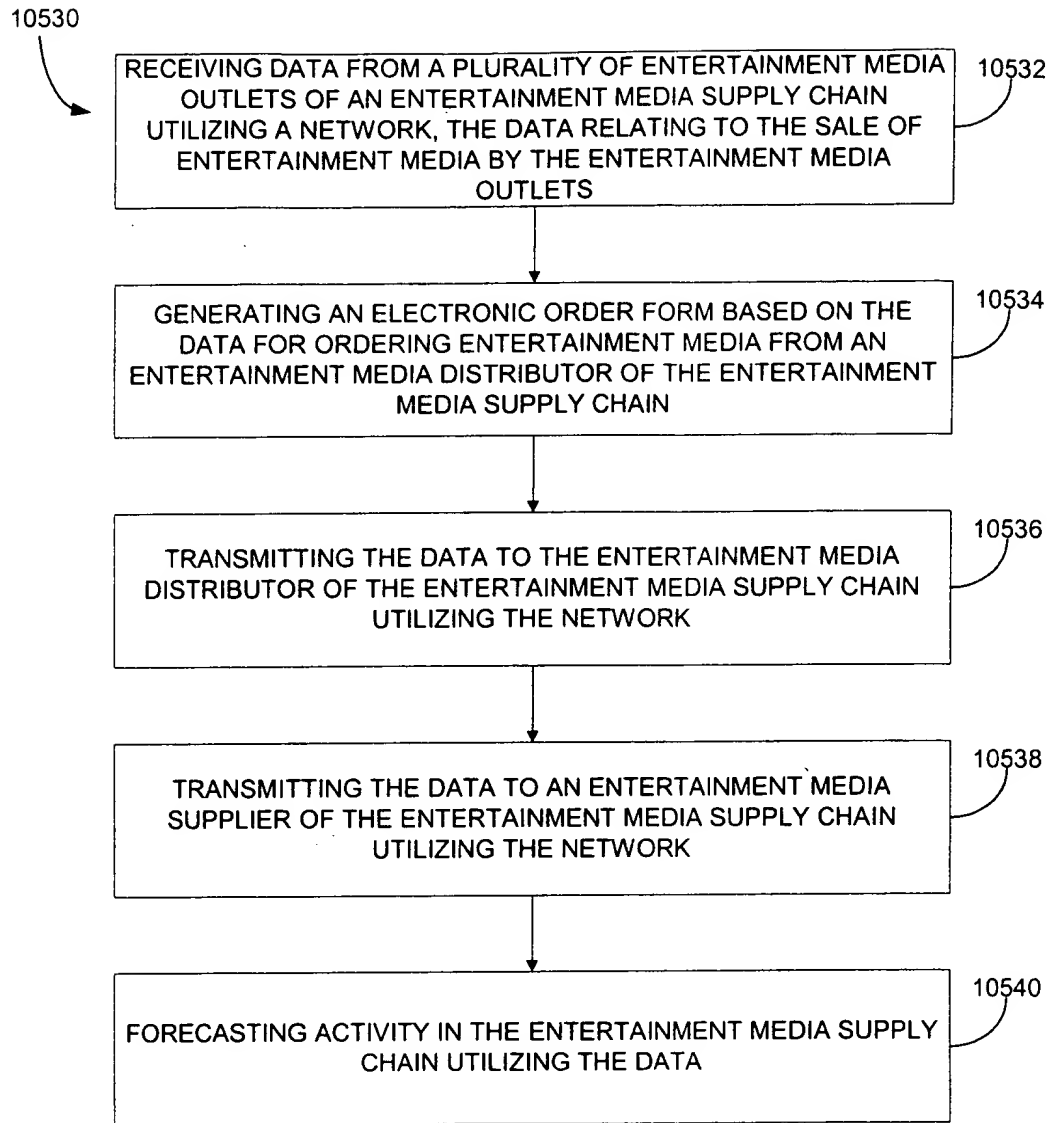 10530
RECEIVING DATA FROM A PLURALITY OF ENTERTAINMENT MEDIA
OUTLETS OF AN ENTERTAINMENT MEDIA SUPPLY CHAIN
UTILIZING A NETWORK, THE DATA RELATING TO THE SALE OF
ENTERTAINMENT MEDIA BY THE ENTERTAINMENT MEDIA
OUTLETS
10532
GENERATING AN ELECTRONIC ORDER FORM BASED ON THE
DATA FOR ORDERING ENTERTAINMENT MEDIA FROM AN
ENTERTAINMENT MEDIA DISTRIBUTOR OF THE ENTERTAINMENT
MEDIA SUPPLY CHAIN
10534
TRANSMITTING THE DATA TO THE ENTERTAINMENT MEDIA
DISTRIBUTOR OF THE ENTERTAINMENT MEDIA SUPPLY CHAIN
UTILIZING THE NETWORK
10536
TRANSMITTING THE DATA TO AN ENTERTAINMENT MEDIA
SUPPLIER OF THE ENTERTAINMENT MEDIA SUPPLY CHAIN
UTILIZING THE NETWORK
10538
FORECASTING ACTIVITY IN THE ENTERTAINMENT MEDIA SUPPLY
CHAIN UTILIZING THE DATA
10540